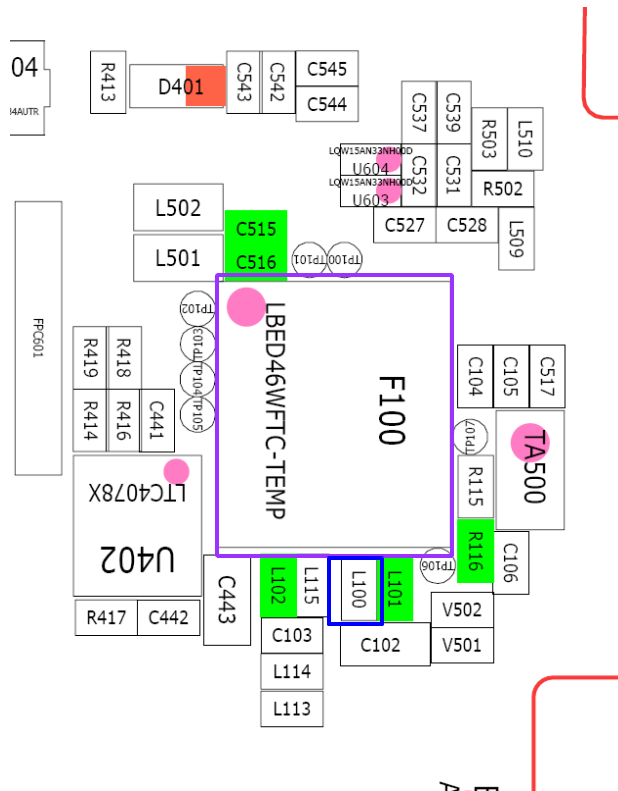 04
R413
D401
C543
C542
C545
C544
34AUTR
C537
C539
R503
L510
LQW15AN33NH00D
U604
LQW15AN33NH00D
U603
C532
C531
R502
L502
C515
C527
C528
L509
L501
C516
TP101
TP100
TP102
FPC601
TP103
R419
R418
TP104
LBED46WFTC-TEMP
F100
C104
C105
C517
R414
R416
C441
TP105
TP107
TA500
LTC4078X
R115
U402
R116
C106
L102
L115
L100
L101
TP106
R417
C442
C443
C103
C102
V502
V501
L114
L113